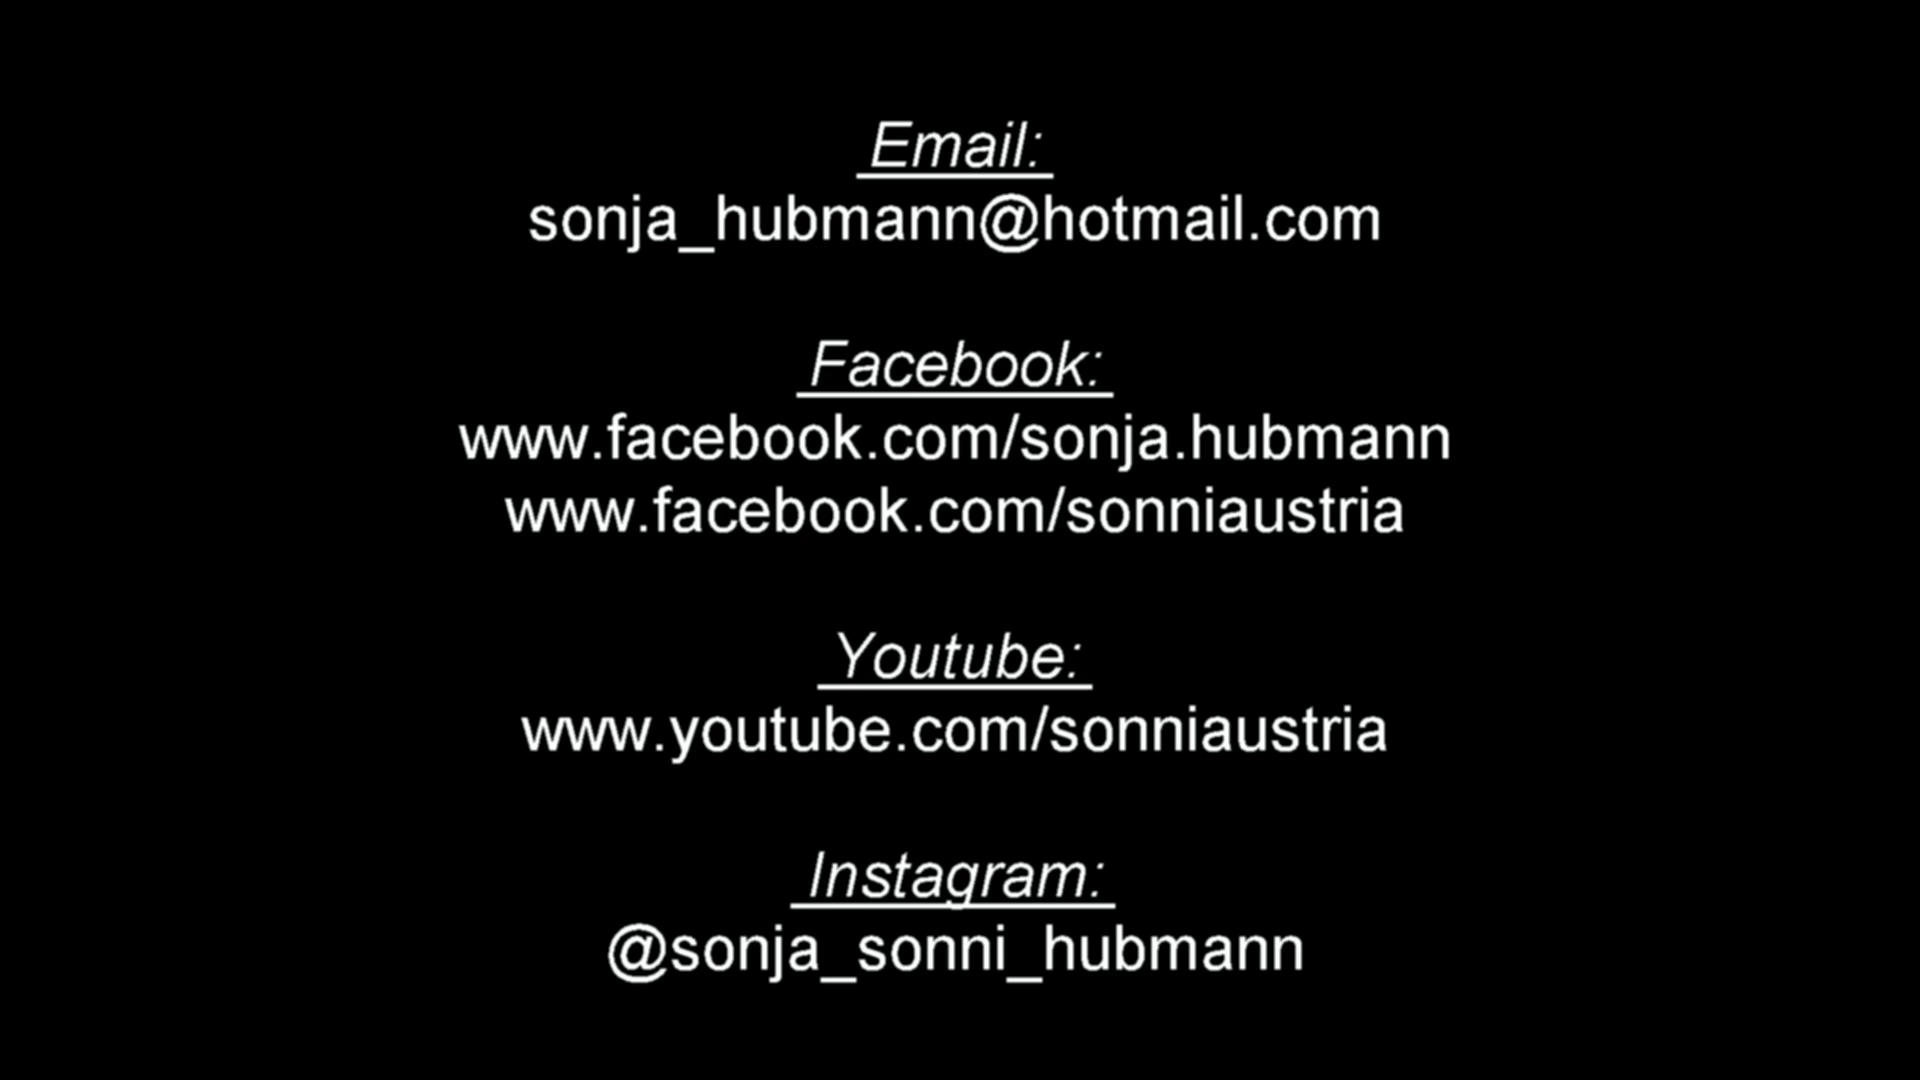 Email:
sonja_hubmann@hotmail.com
Facebook:
www.facebook.com/sonja.hubmann
www.facebook.com/sonniaustria
Youtube:
www.youtube.com/sonniaustria
Instagram:
@sonja_sonni_hubmann